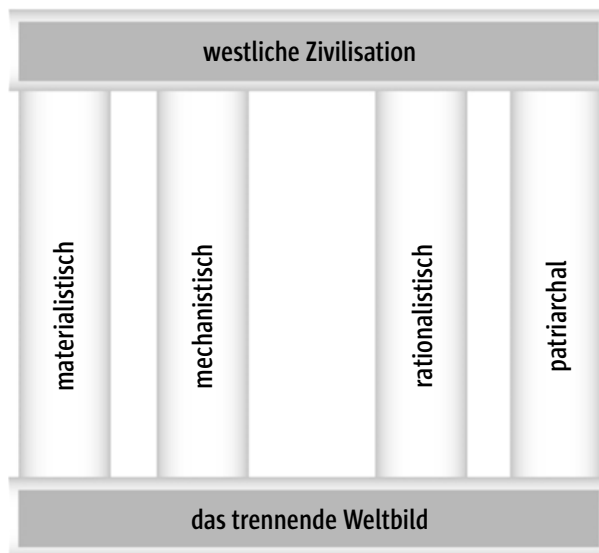 westliche Zivilisation
materialistisch
mechanistisch
rationalistisch
patriarchal
das trennende Weltbild